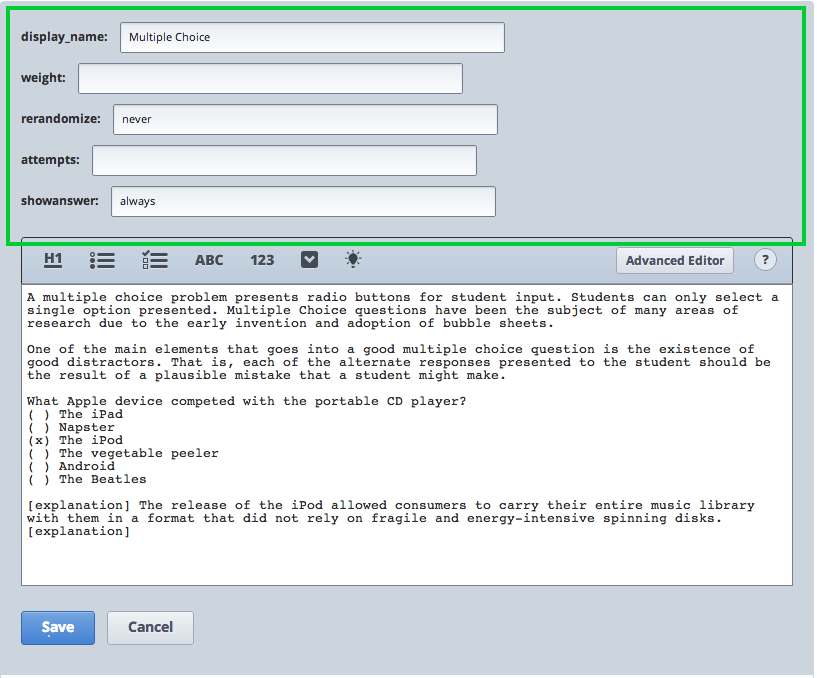 display_name: Multiple Choice
weight:
rerandomize: never
attempts:
showanswer: always
H1 ABC 123 Advanced Editor ?
A multiple choice problem presents radio buttons for student input. Students can only select a
single option presented. Multiple Choice questions have been the subject of many areas of
research due to the early invention and adoption of bubble sheets.
One of the main elements that goes into a good multiple choice question is the existence of
good distractors. That is, each of the alternate responses presented to the student should be
the result of a plausible mistake that a student might make.
What Apple device competed with the portable CD player?
( ) The iPad
( ) Napster
(x) The iPod
( ) The vegetable peeler
( ) Android
( ) The Beatles
[explanation] The release of the iPod allowed consumers to carry their entire music library
with them in a format that did not rely on fragile and energy-intensive spinning disks.
[explanation]
Save Cancel